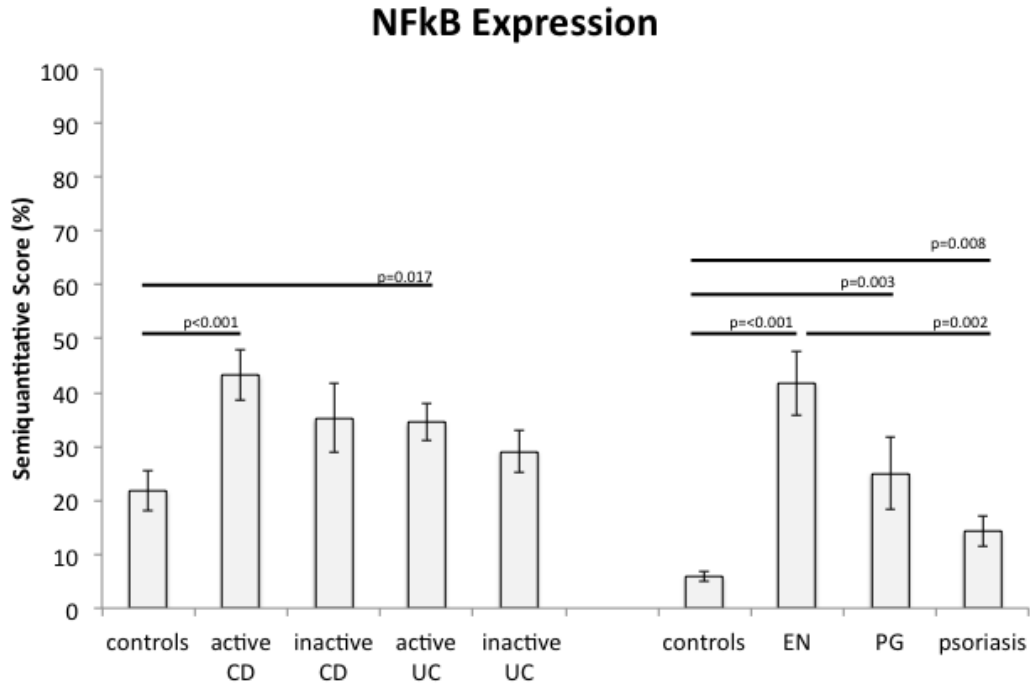 NFkB Expression
Semiquantitative Score (%)
100
90
80
70
60
50
40
30
20
10
0
p=0.008
p=0.017
p=0.003
p<0.001
p=<0.001
p=0.002
controls active inactive active inactive controls EN PG psoriasis
CD CD UC UC